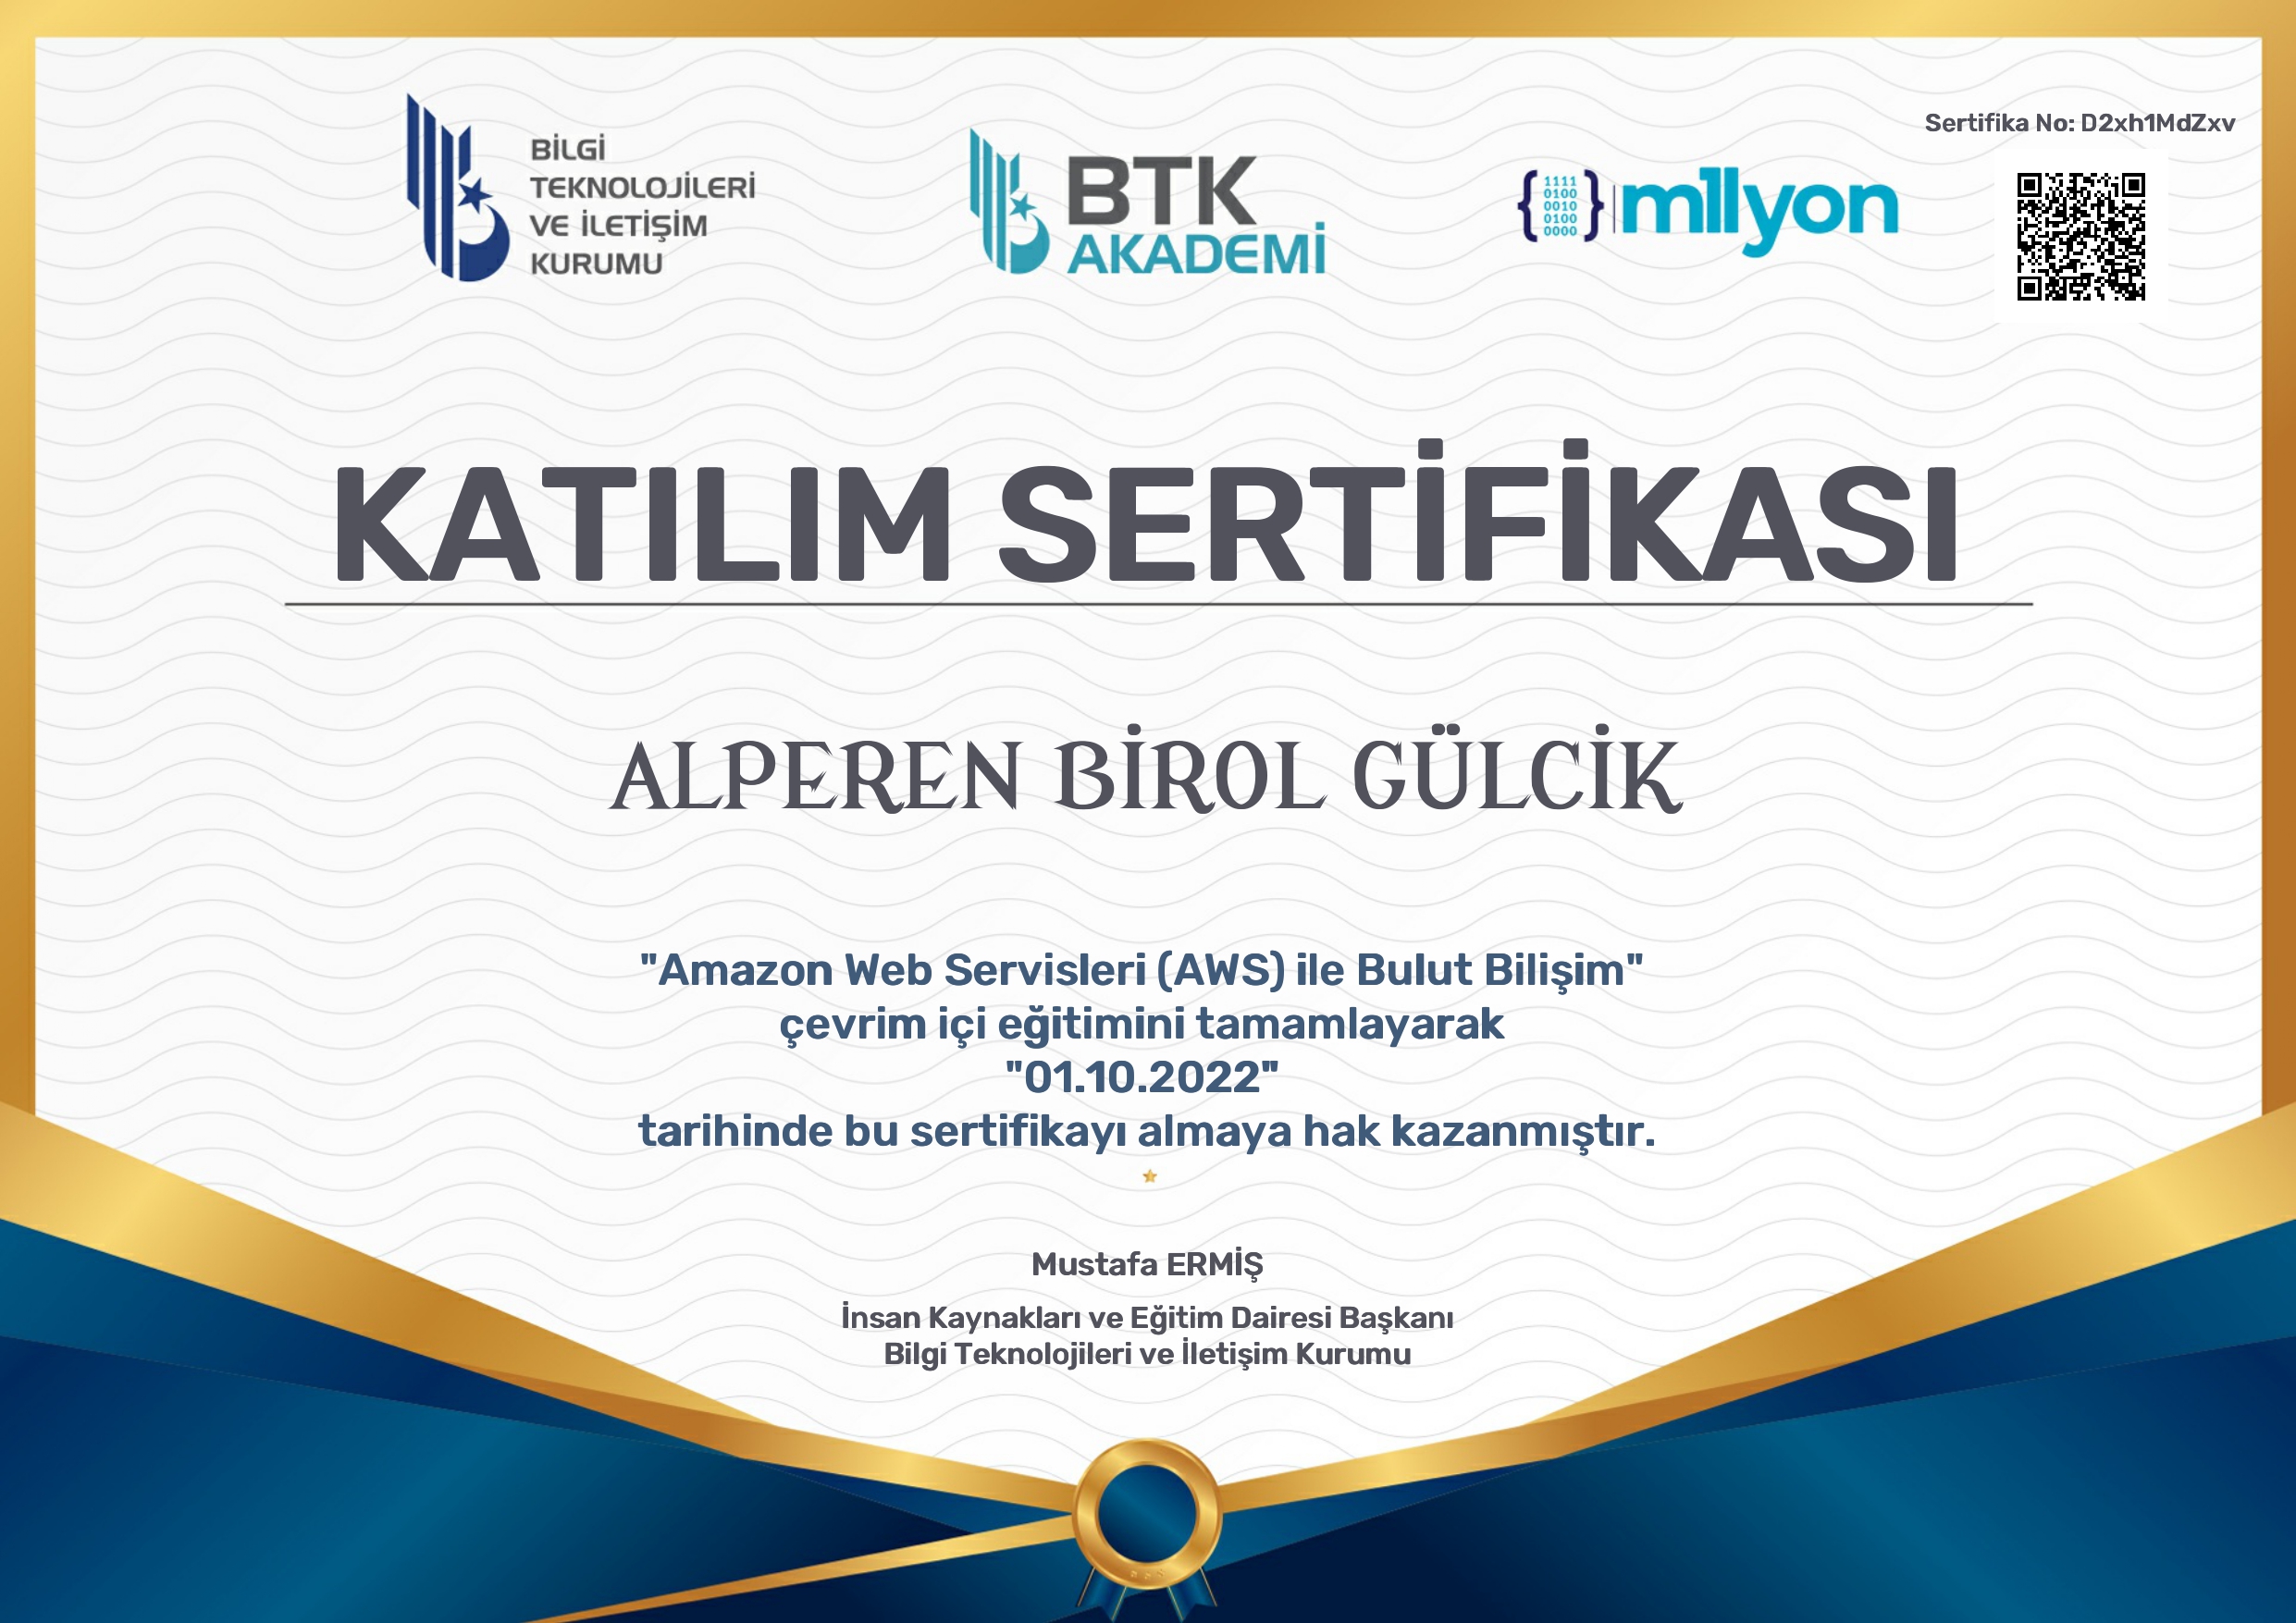 Sertifika No: D2xh1MdZxv
BİLGİ
TEKNOLOJİLERİ
VE İLETİŞİM
KURUMU
BTK
AKADEMİ
1111
0100
0010
0100
0000
m1lyon
KATILIM SERTİFİKASI
ALPEREN BİROL GÜLCİK
"Amazon Web Servisleri (AWS) ile Bulut Bilişim"
çevrim içi eğitimini tamamlayarak
"01.10.2022"
tarihinde bu sertifikayı almaya hak kazanmıştır.
Mustafa ERMİŞ
İnsan Kaynakları ve Eğitim Dairesi Başkanı
Bilgi Teknolojileri ve İletişim Kurumu